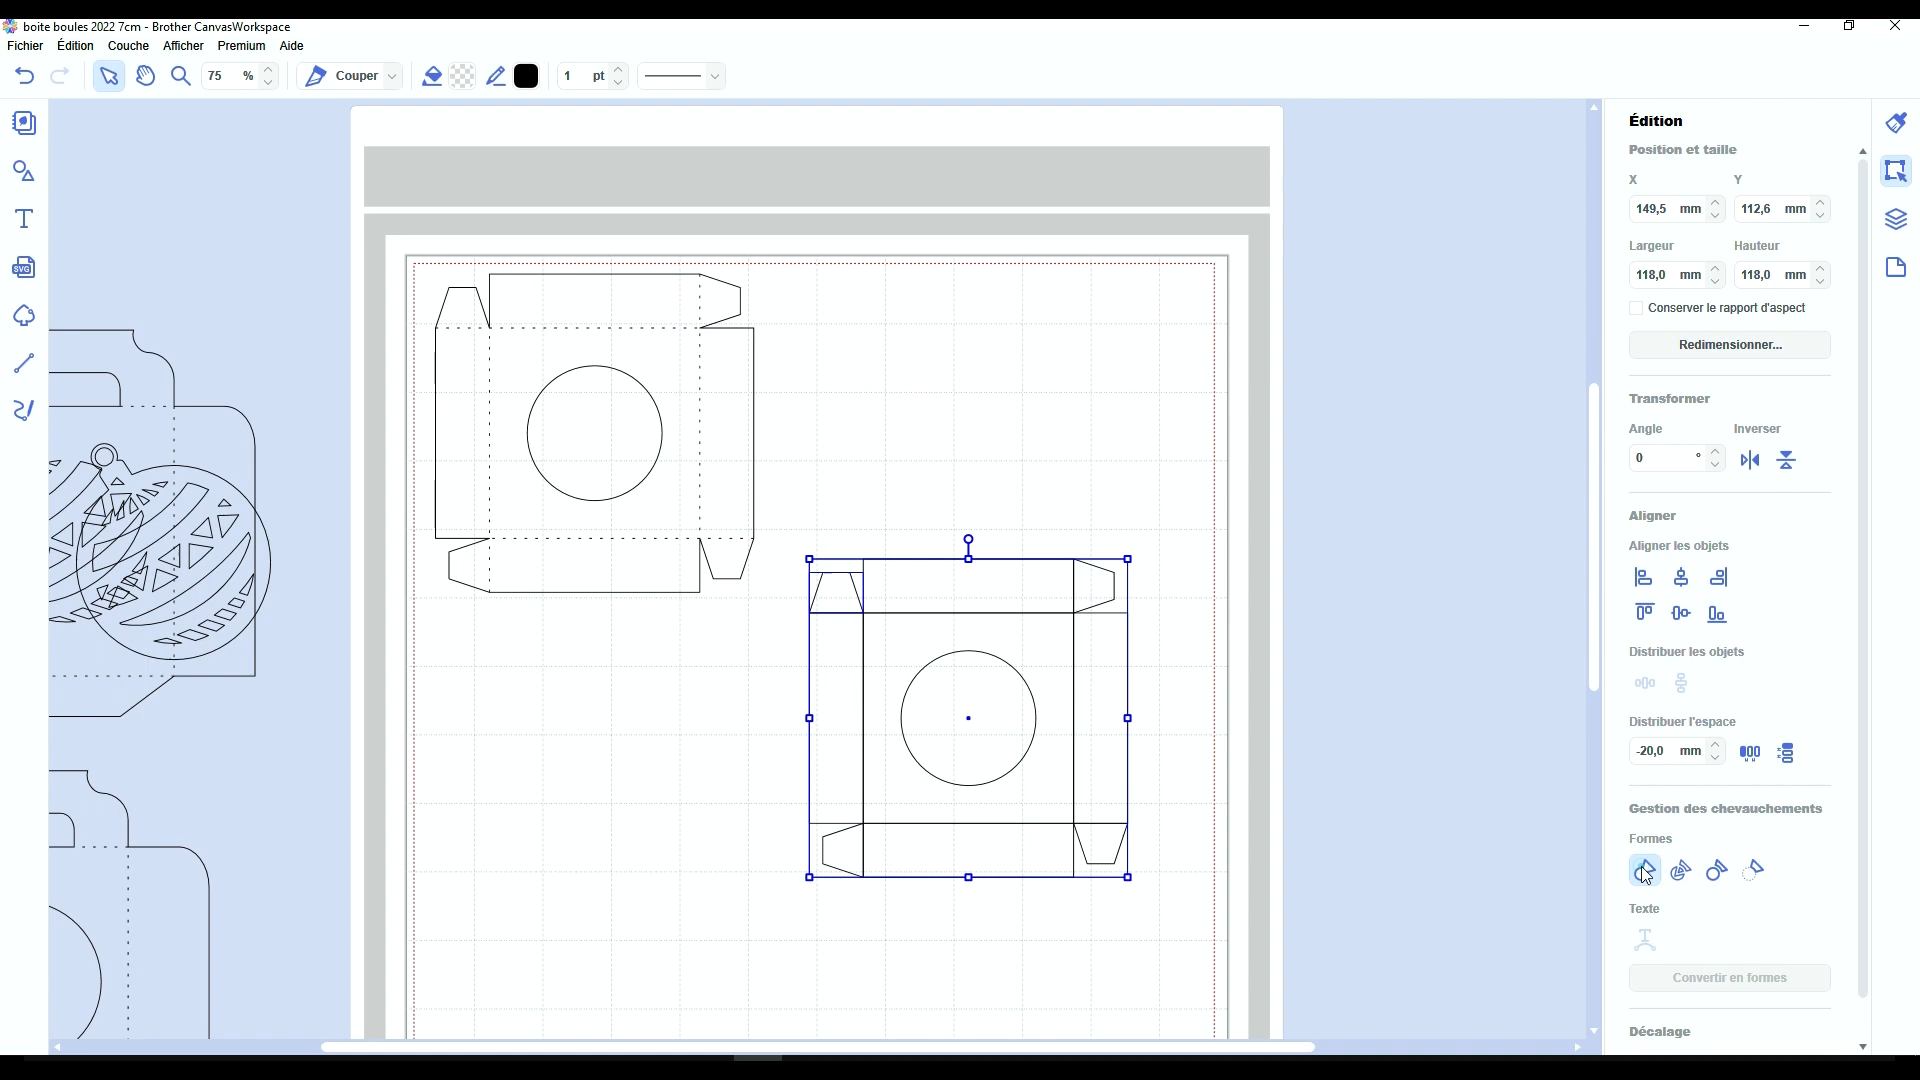 boite boules 2022 7cm - Brother CanvasWorkspace
Fichier Édition Couche Afficher Premium Aide
75 % Couper 1 pt
T
SVG
Édition
Position et taille
X Y
149,5 mm 112,6 mm
Largeur Hauteur
118,0 mm 118,0 mm
Conserver le rapport d'aspect
Redimensionner...
Transformer
Angle Inverser
0 °
Aligner
Aligner les objets
Distribuer les objets
Distribuer l'espace
-20,0 mm
Gestion des chevauchements
Formes
Texte
Convertir en formes
Décalage